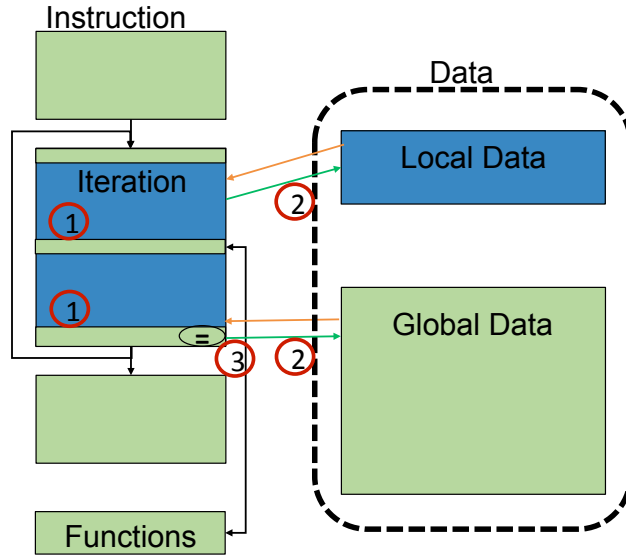 Instruction
Data
Local Data
Iteration
2
1
1
Global Data
=
3
2
Functions